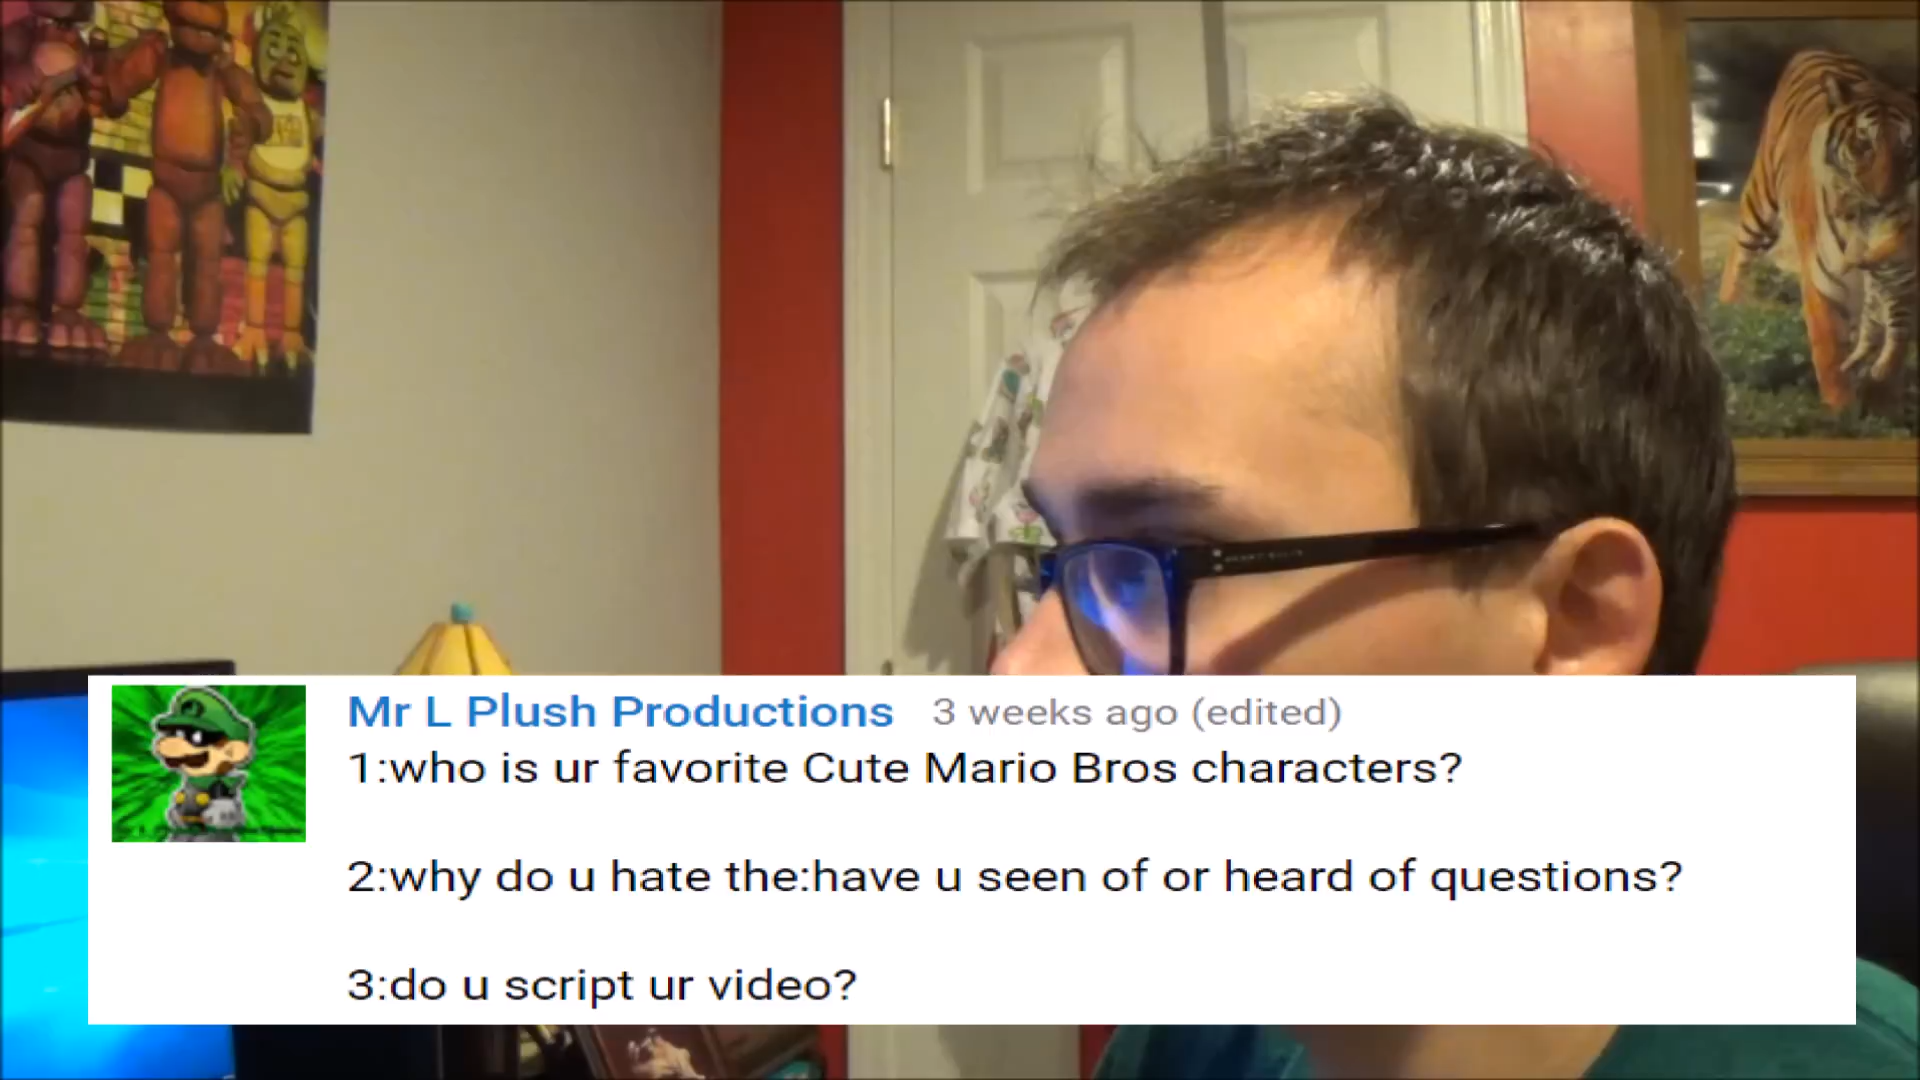 Mr L Plush Productions 3 weeks ago (edited)
1:who is ur favorite Cute Mario Bros characters?
2:why do u hate the:have u seen of or heard of questions?
3:do u script ur video?